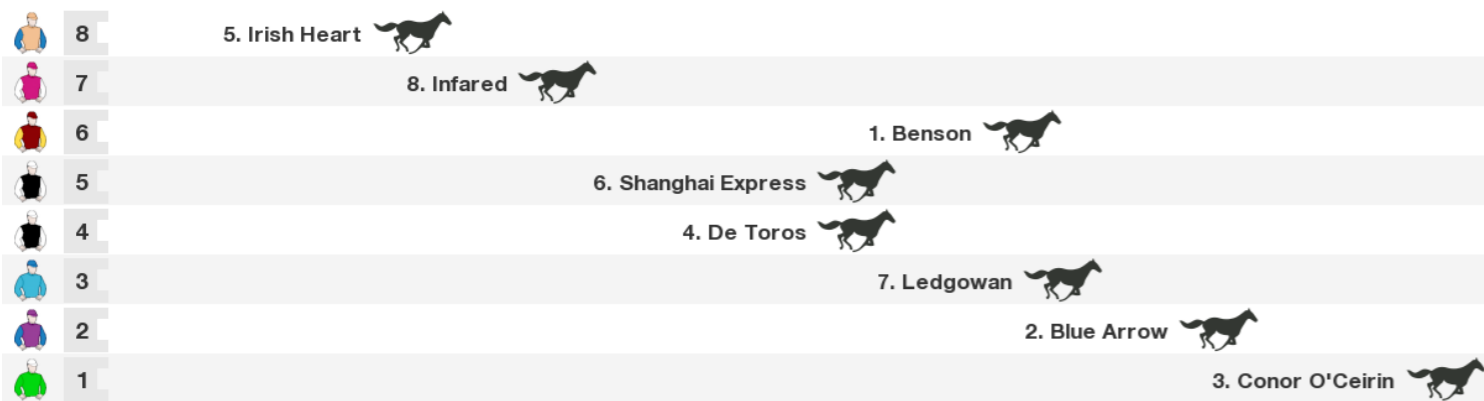 8 5. Irish Heart
7 8. Infared
6 1. Benson
5 6. Shanghai Express
4 4. De Toros
3 7. Ledgowan
2 2. Blue Arrow
1 3. Conor O'Ceirin